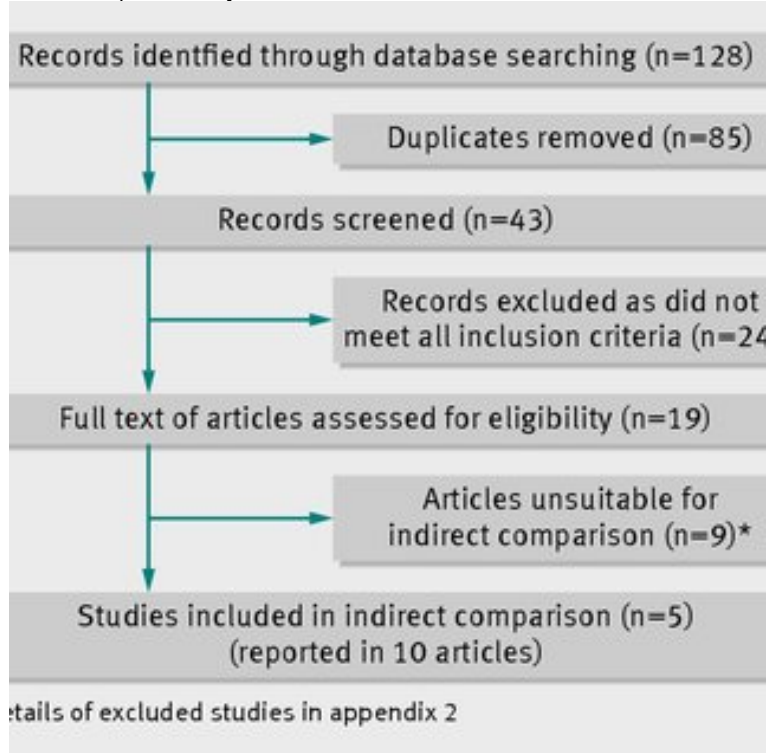 Records identfied through database searching (n=128)
Duplicates removed (n=85)
Records screened (n=43)
Records excluded as did not
meet all inclusion criteria (n=24
Full text of articles assessed for eligibility (n=19)
Articles unsuitable for
indirect comparison (n=9)*
Studies included in indirect comparison (n=5)
(reported in 10 articles)
etails of excluded studies in appendix 2